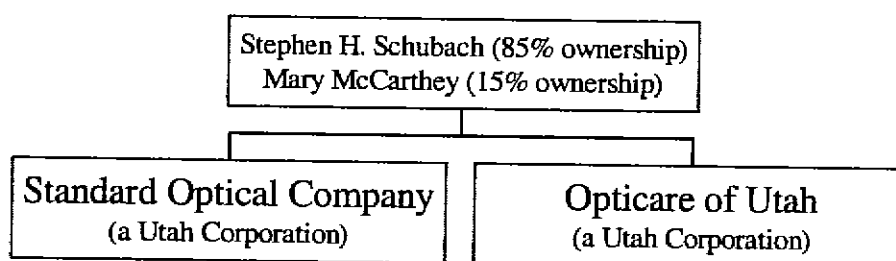 Stephen H. Schubach (85% ownership)
Mary McCarthey (15% ownership)
Standard Optical Company
(a Utah Corporation)
Opticare of Utah
(a Utah Corporation)